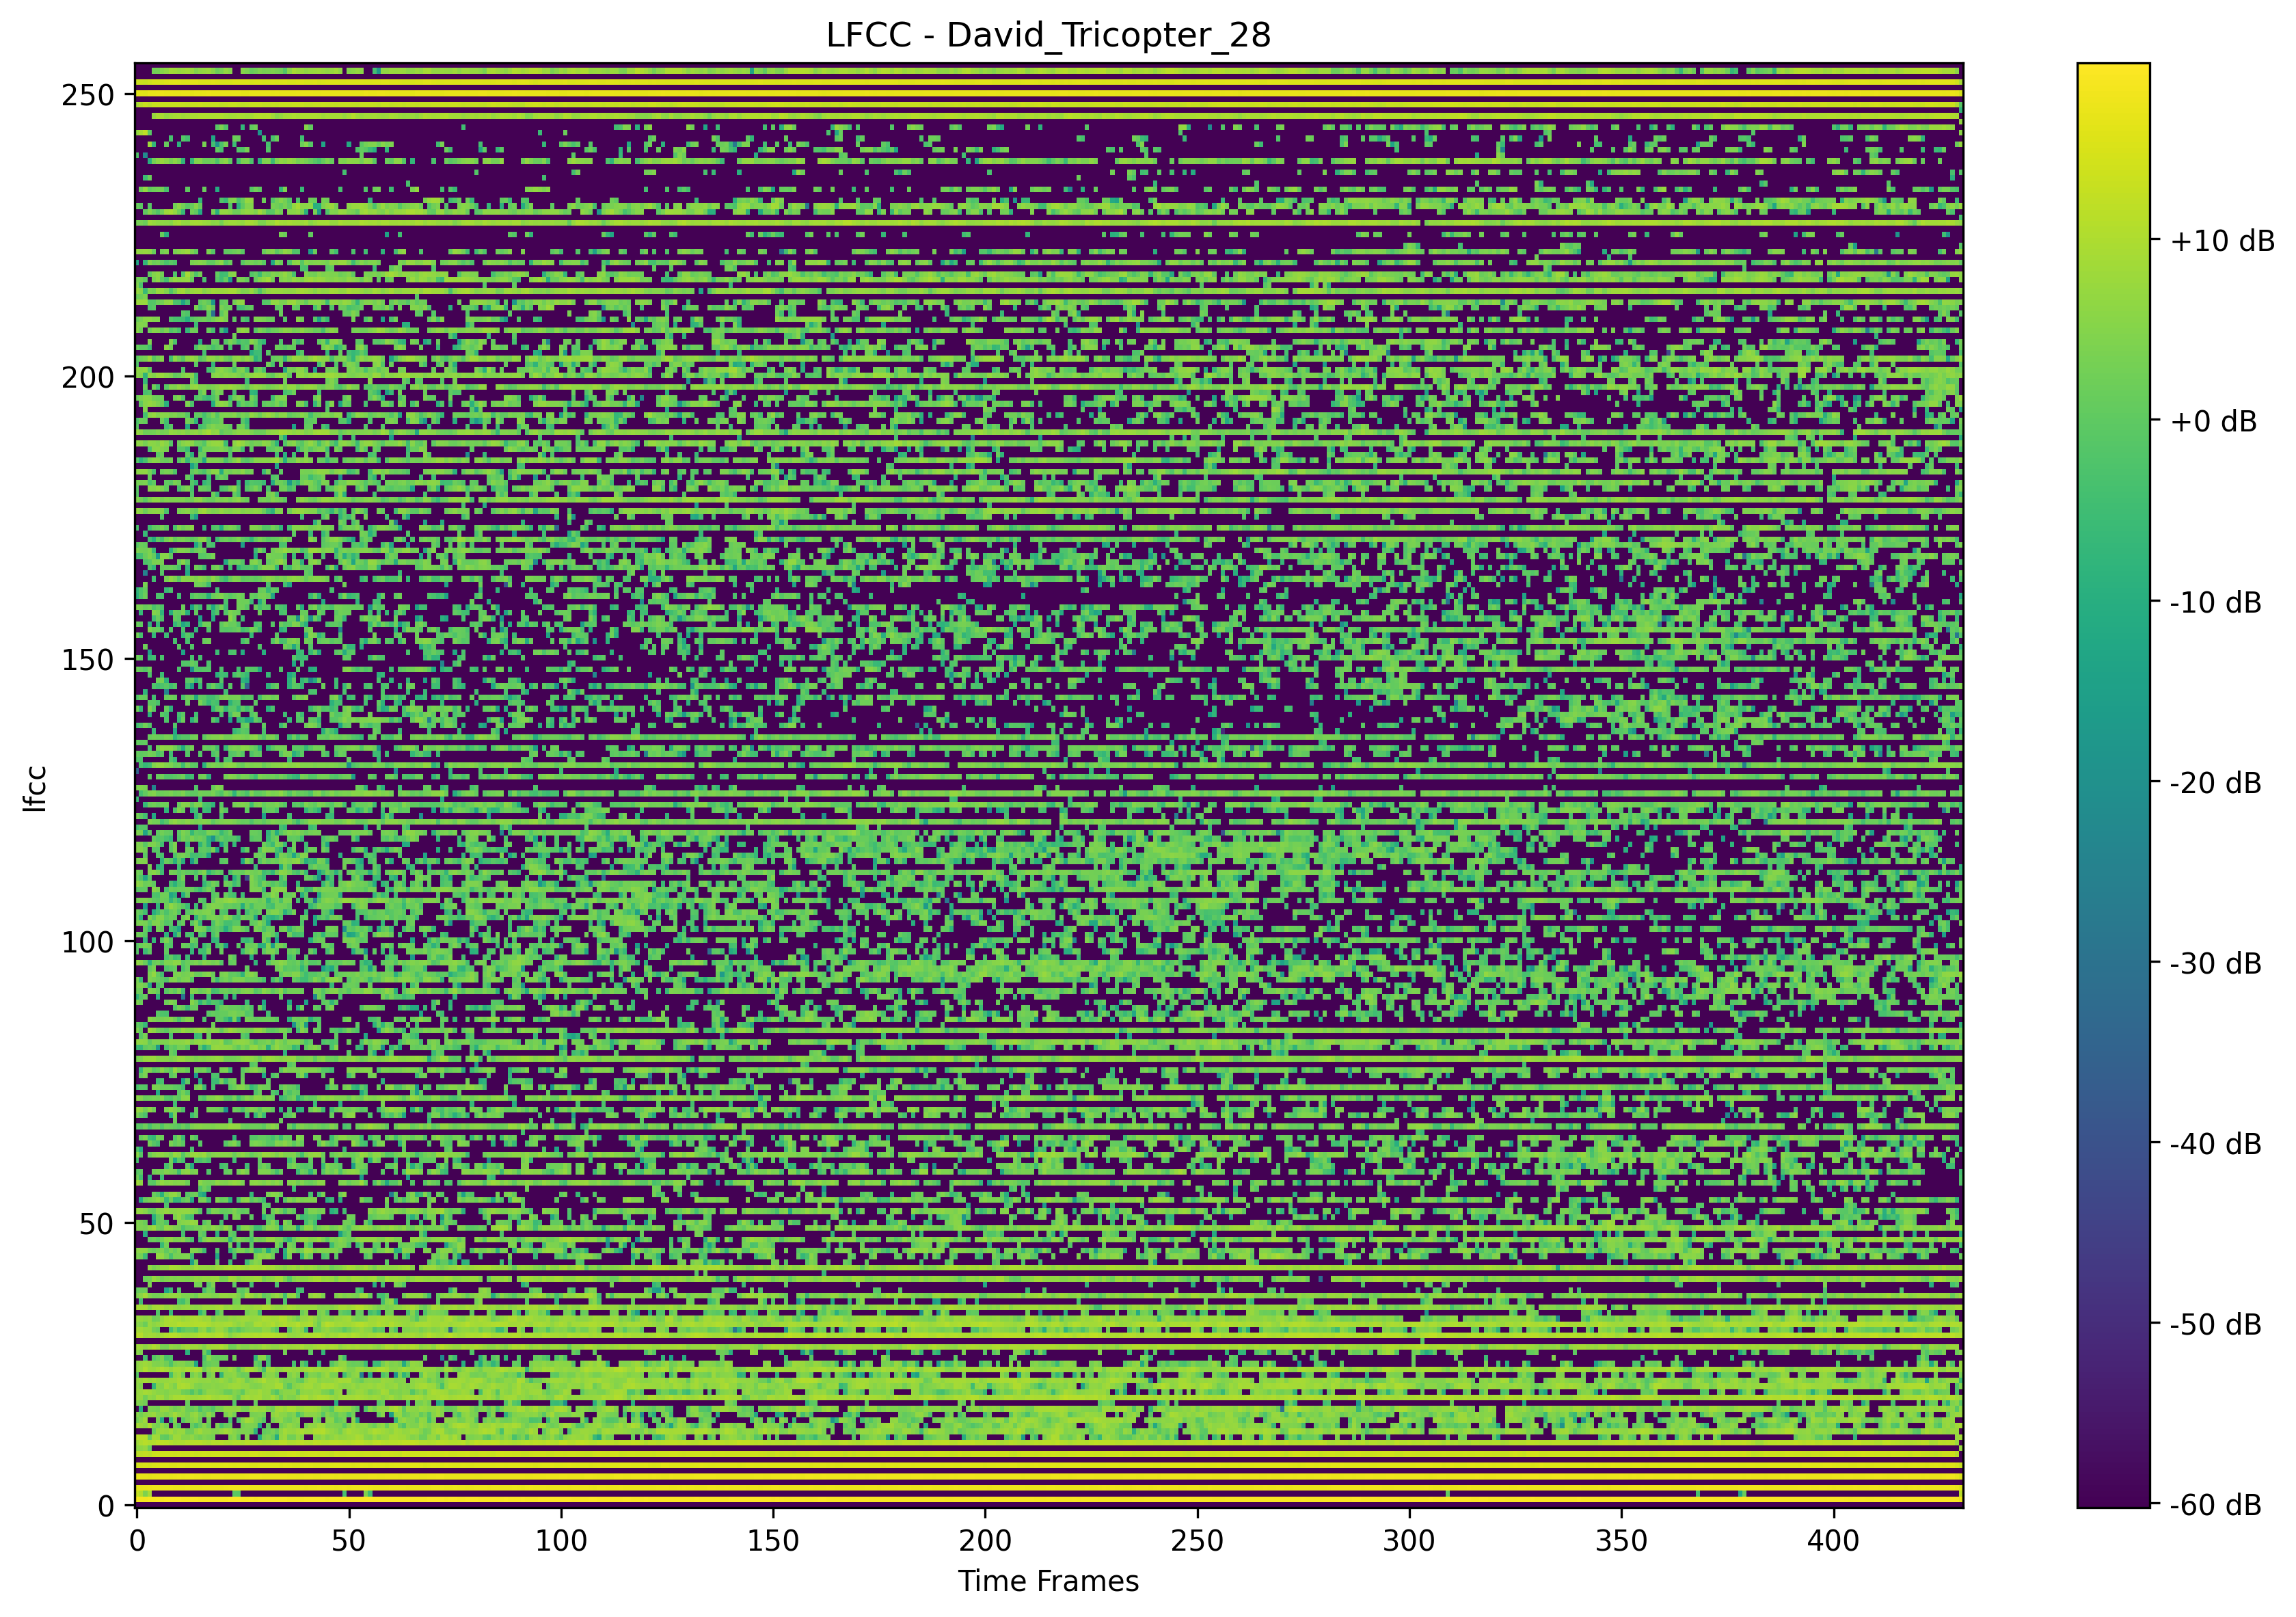 LFCC - David_Tricopter_28
250
200
150
100
50
0
lfcc
0 50 100 150 200 250 300 350 400
Time Frames
+10 dB
+0 dB
-10 dB
-20 dB
-30 dB
-40 dB
-50 dB
-60 dB